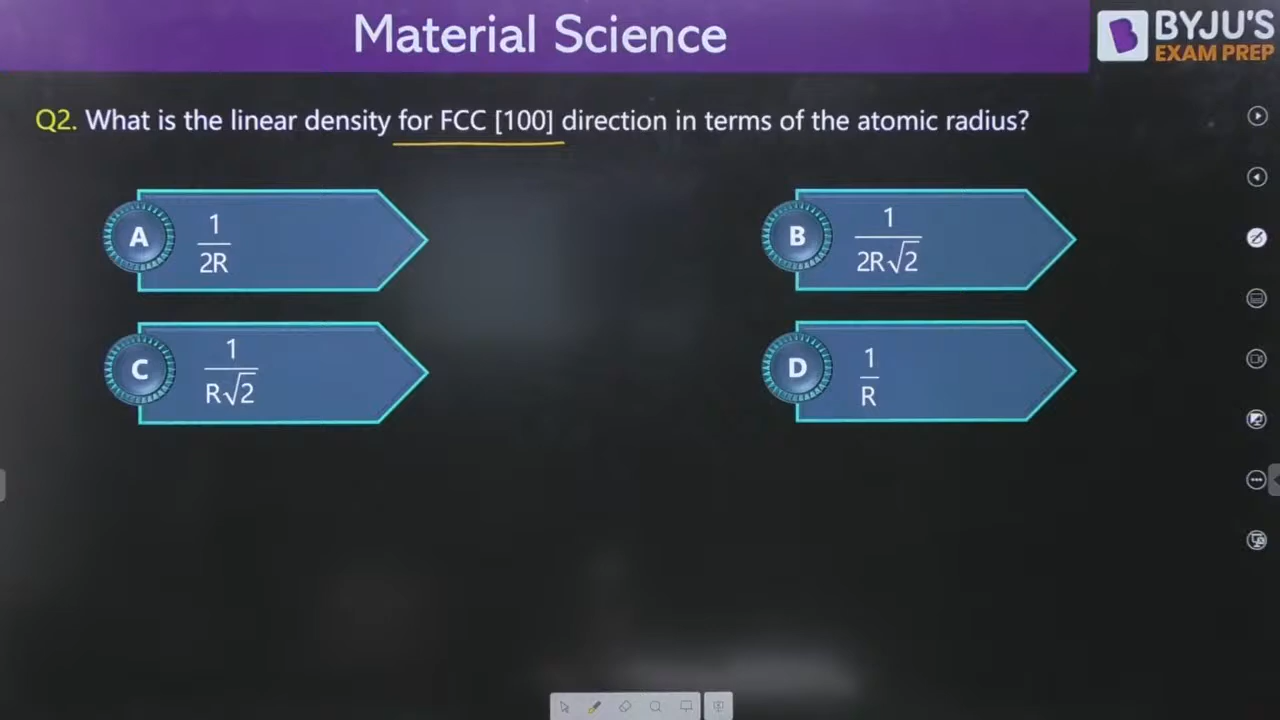 Material Science
BYJU'S
EXAM PREP
Q2. What is the linear density for FCC [100] direction in terms of the atomic radius?
A 1/2R
B 1/2R√2
C 1/R√2
D 1/R